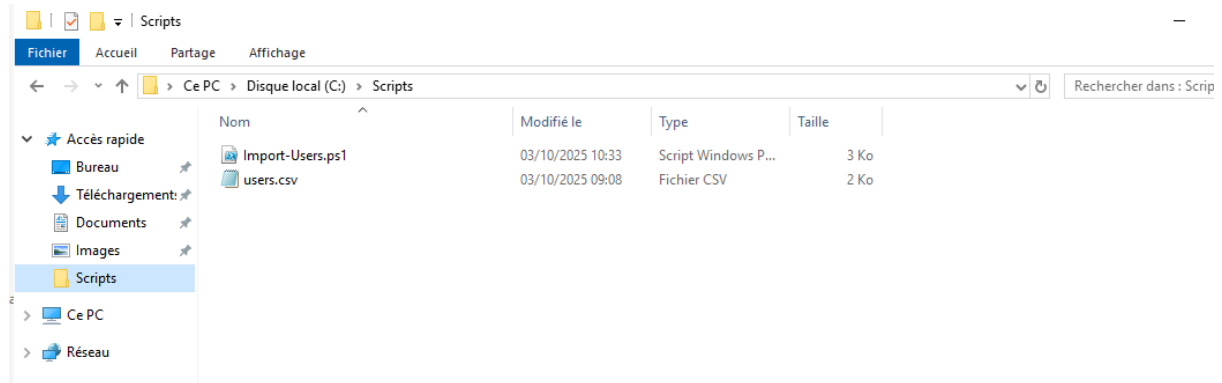 Scripts
Fichier Accueil Partage Affichage
Ce PC > Disque local (C:) > Scripts
Rechercher dans : Scrip
Nom Modifié le Type Taille
Accès rapide
Import-Users.ps1 03/10/2025 10:33 Script Windows P... 3 Ko
Bureau
users.csv 03/10/2025 09:08 Fichier CSV 2 Ko
Téléchargement:
Documents
Images
Scripts
Ce PC
Réseau